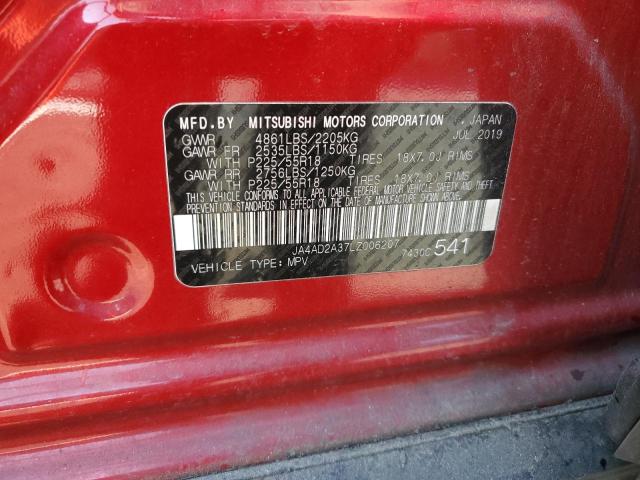 MFD.BY MITSUBISHI MOTORS CORPORATION , JAPAN
GVWR 4861LBS/2205KG JUL 2019
GAWR FR 2535LBS/1150KG
WITH P225/55R18 TIRES 18X7.0J RIMS
GAWR RR 2756LBS/1250KG
WITH P225/55R18 TIRES 18X7.0J RIMS
THIS VEHICLE CONFORMS TO ALL APPLICABLE FEDERAL MOTOR VEHICLE SAFETY AND THEFT
PREVENTION STANDARDS IN EFFECT ON THE DATE OF MANUFACTURE SHOWN ABOVE.
JA4AD2A37LZ006207 7430C 541
VEHICLE TYPE: MPV